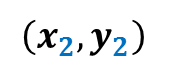 (x₂, y₂)